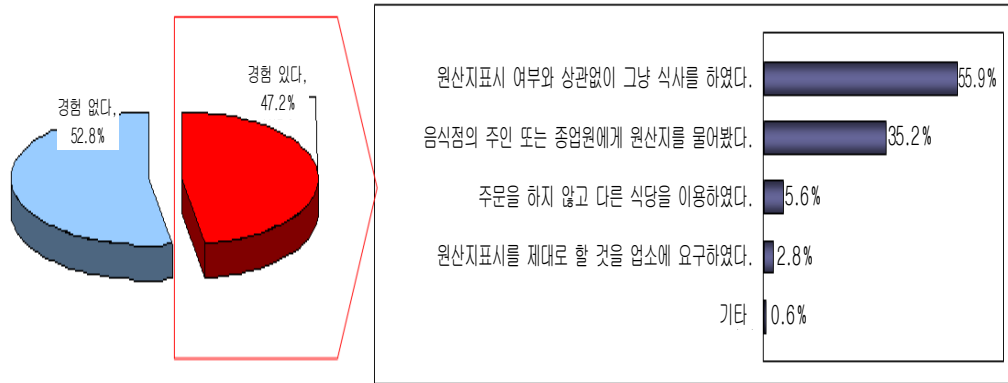 경험 있다,
47.2%
경험 없다,
52.8%
원산지표시 여부와 상관없이 그냥 식사를 하였다.
55.9%
음식점의 주인 또는 종업원에게 원산지를 물어봤다.
35.2%
주문을 하지 않고 다른 식당을 이용하였다.
5.6%
원산지표시를 제대로 할 것을 업소에 요구하였다.
2.8%
기타
0.6%